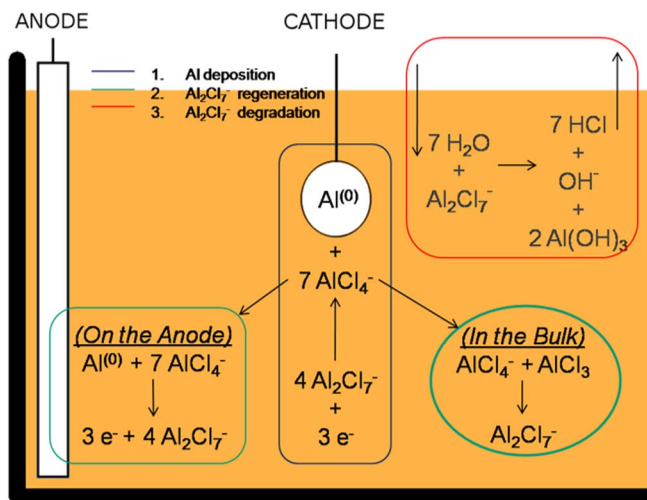 ANODE
CATHODE
1. Al deposition
2. Al₂Cl₇⁻ regeneration
3. Al₂Cl₇⁻ degradation
7 H₂O
+
Al₂Cl₇⁻
7 HCl
+
OH⁻
+
2 Al(OH)₃
Al⁽⁰⁾
+
7 AlCl₄⁻
4 Al₂Cl₇⁻
+
3 e⁻
(On the Anode)
Al⁽⁰⁾ + 7 AlCl₄⁻
3 e⁻ + 4 Al₂Cl₇⁻
(In the Bulk)
AlCl₄⁻ + AlCl₃
Al₂Cl₇⁻